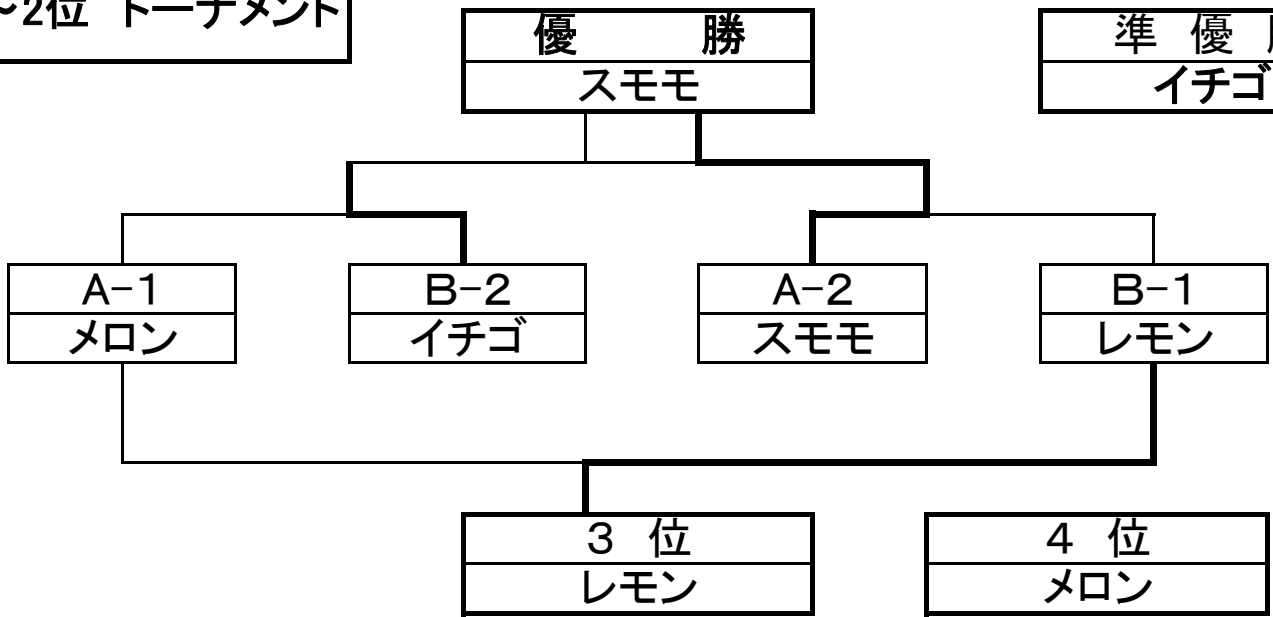 ～2位 トーナメント
優 勝
スモモ
準 優
イチゴ
A-1
メロン
B-2
イチゴ
A-2
スモモ
B-1
レモン
3 位
レモン
4 位
メロン